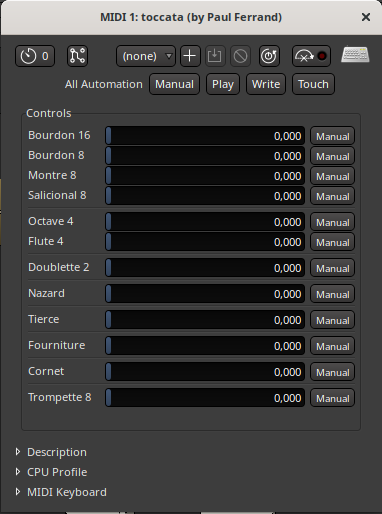 MIDI 1: toccata (by Paul Ferrand)
0 (none)
All Automation Manual Play Write Touch
Controls
Bourdon 16 0,000 Manual
Bourdon 8 0,000 Manual
Montre 8 0,000 Manual
Salicional 8 0,000 Manual
Octave 4 0,000 Manual
Flute 4 0,000 Manual
Doublette 2 0,000 Manual
Nazard 0,000 Manual
Tierce 0,000 Manual
Fourniture 0,000 Manual
Cornet 0,000 Manual
Trompette 8 0,000 Manual
Description
CPU Profile
MIDI Keyboard